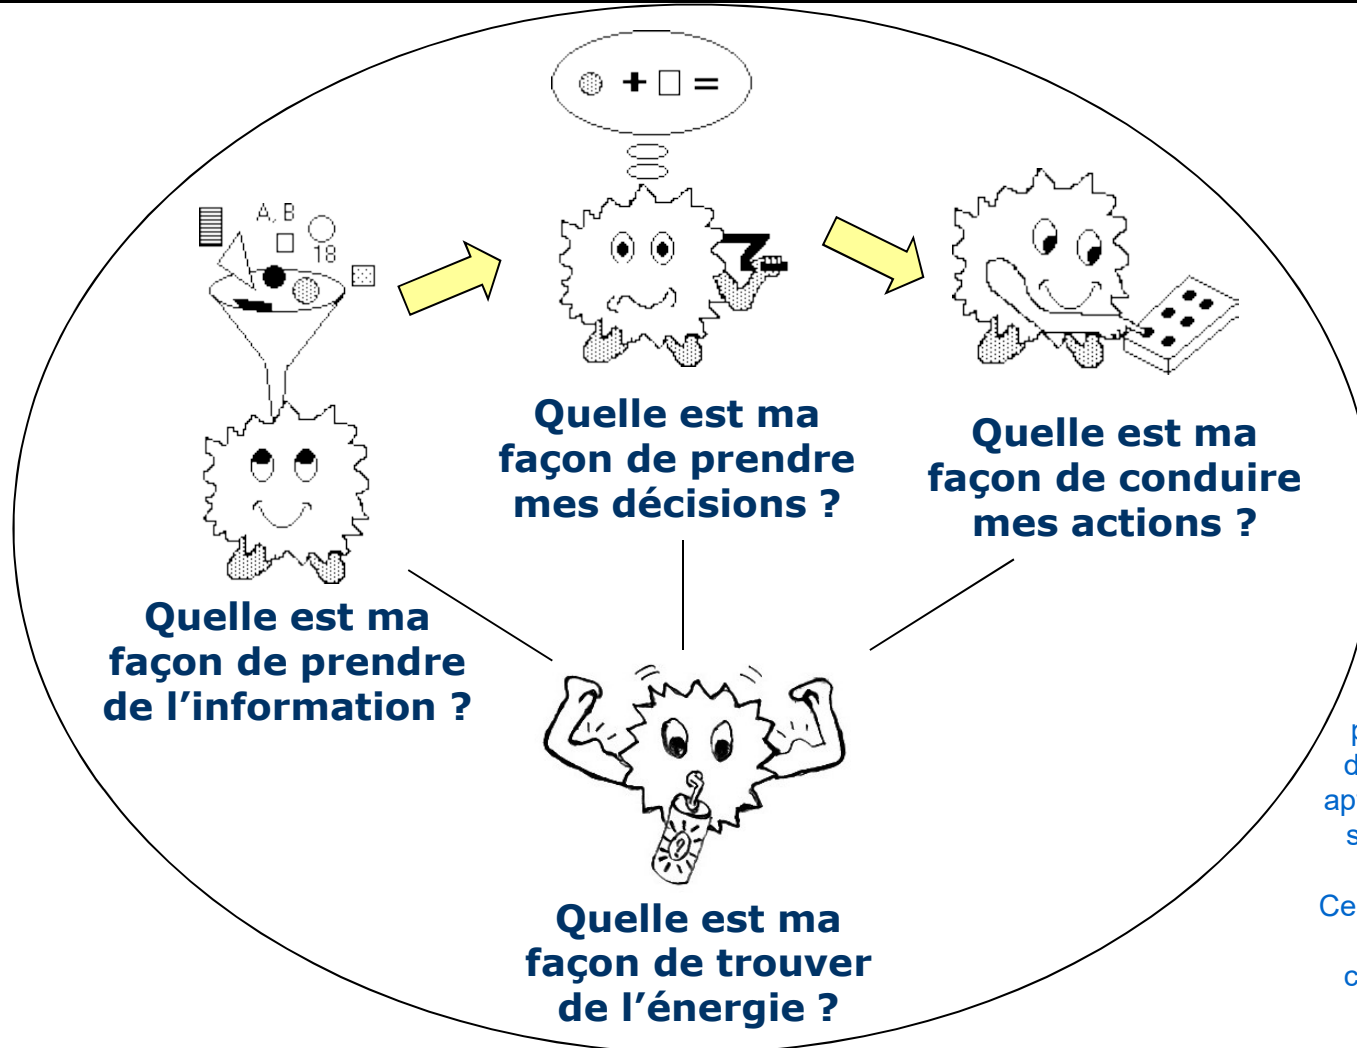 A, B
18
+ =
Quelle est ma
façon de prendre
de l’information ?
Quelle est ma
façon de prendre
mes décisions ?
Quelle est ma
façon de conduire
mes actions ?
?
Quelle est ma
façon de trouver
de l’énergie ?